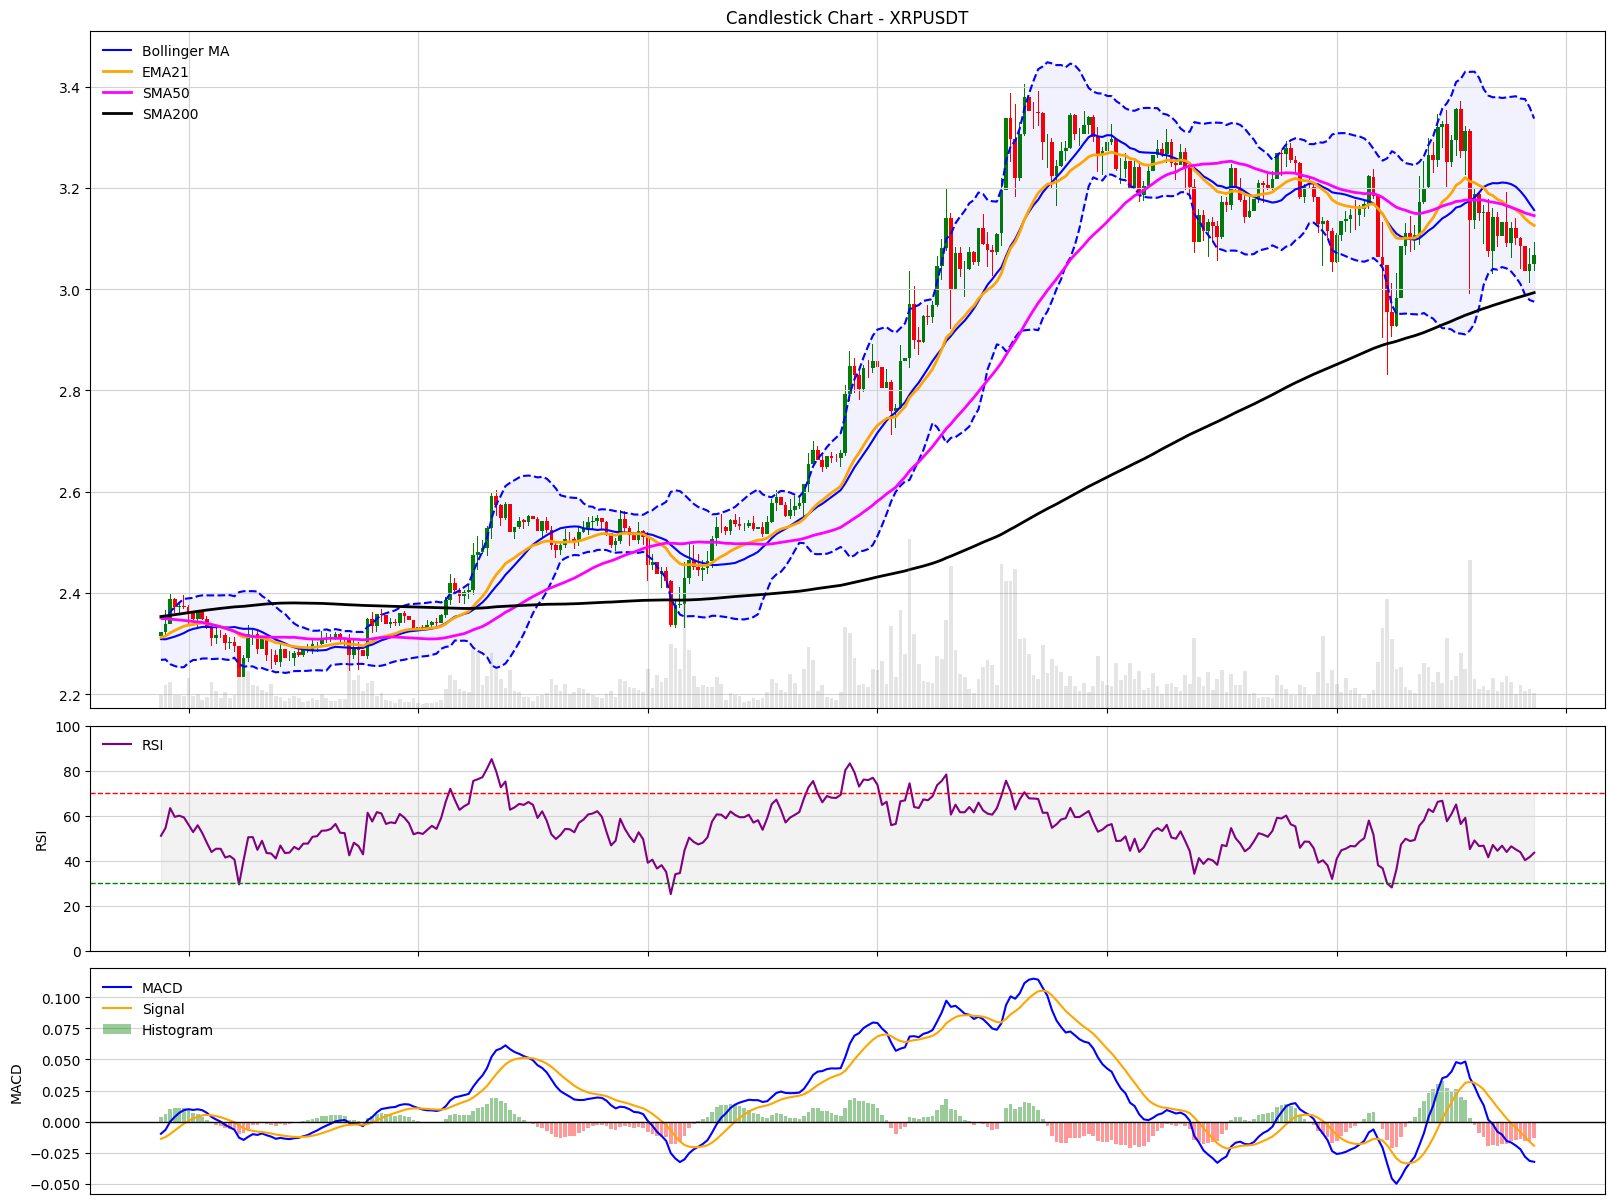 Candlestick Chart - XRPUSDT
Bollinger MA
EMA21
SMA50
SMA200
3.4
3.2
3.0
2.8
2.6
2.4
2.2
100
80
60
40
20
0
RSI
RSI
MACD
Signal
Histogram
0.100
0.075
0.050
0.025
0.000
−0.025
−0.050
MACD